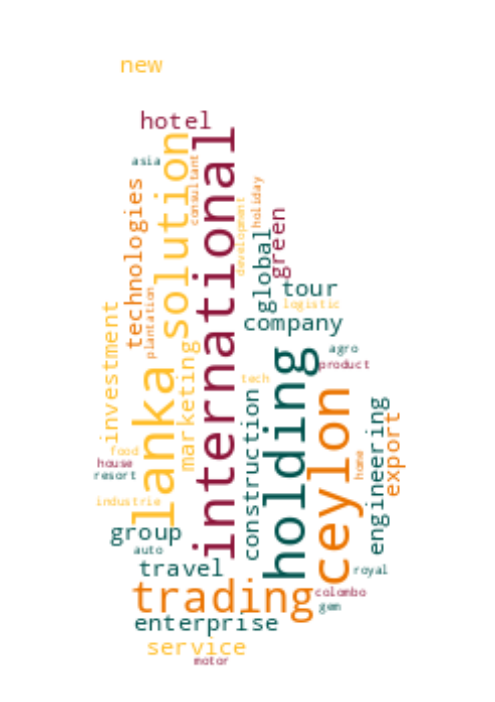 new
hotel
asia
international
solution
consultant
technologies
holiday
development
green
global
tour
logistic
plantation
company
investment
marketing
agro
product
holding
lanka
tech
ceylon
construction
engineering
export
food
home
house
resort
industrie
group
auto
travel
royal
trading
colombo
gem
enterprise
service
motor